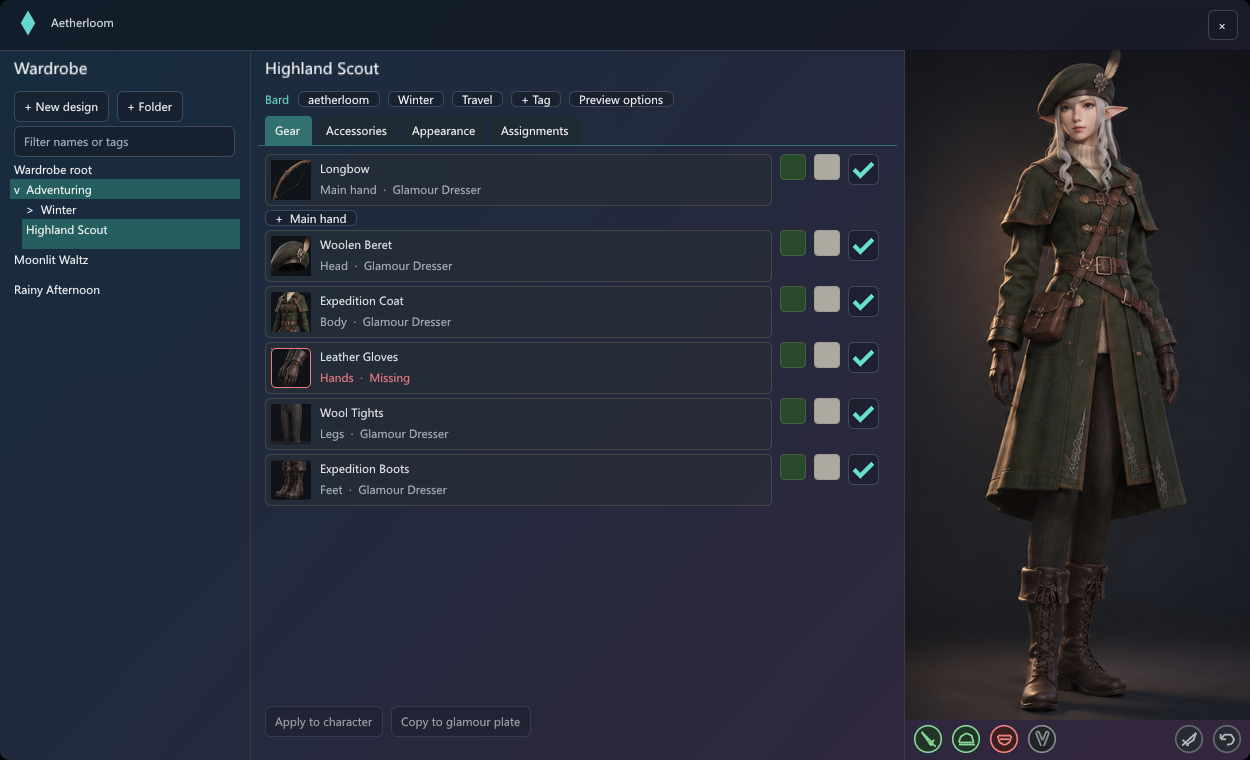 Aetherloom
×
Wardrobe
+ New design
+ Folder
Filter names or tags
Wardrobe root
v Adventuring
> Winter
Highland Scout
Moonlit Waltz
Rainy Afternoon
Highland Scout
Bard aetherloom Winter Travel + Tag Preview options
Gear Accessories Appearance Assignments
Longbow
Main hand · Glamour Dresser
+ Main hand
Woolen Beret
Head · Glamour Dresser
Expedition Coat
Body · Glamour Dresser
Leather Gloves
Hands · Missing
Wool Tights
Legs · Glamour Dresser
Expedition Boots
Feet · Glamour Dresser
Apply to character
Copy to glamour plate